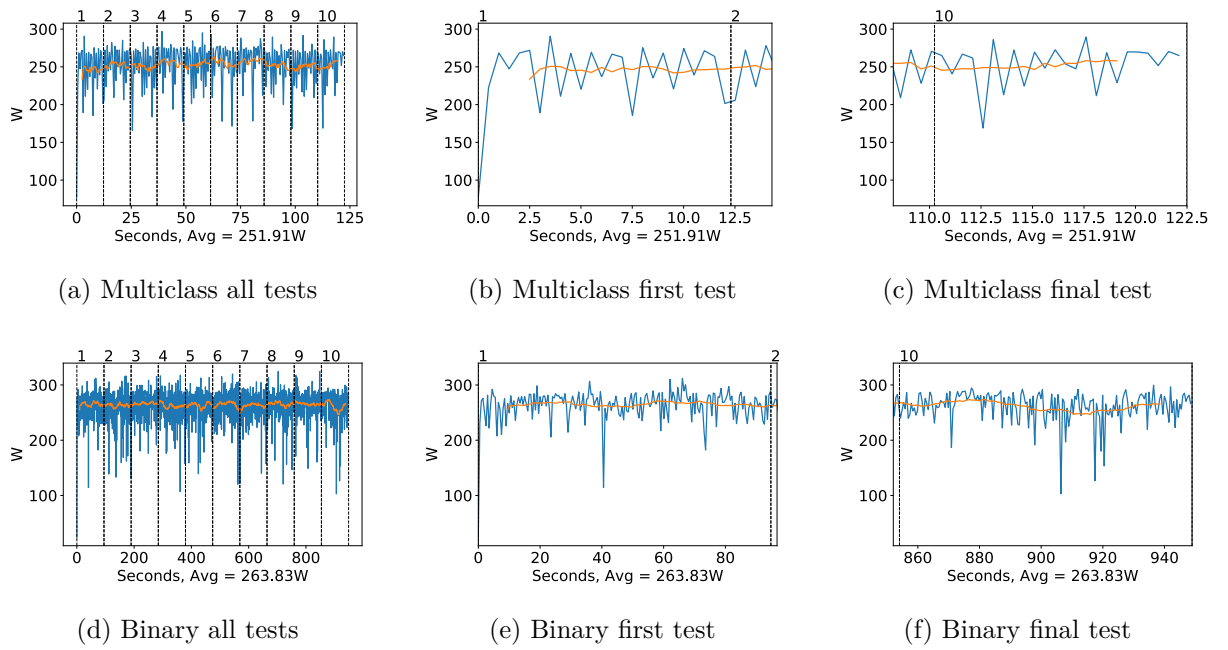 1 2 3 4 5 6 7 8 9 10
300
250
200
150
100
W
0 25 50 75 100 125
Seconds, Avg = 251.91W
(a) Multiclass all tests
1 2
300
250
200
150
100
W
0.0 2.5 5.0 7.5 10.0 12.5
Seconds, Avg = 251.91W
(b) Multiclass first test
10
300
250
200
150
100
W
110.0 112.5 115.0 117.5 120.0 122.5
Seconds, Avg = 251.91W
(c) Multiclass final test
1 2 3 4 5 6 7 8 9 10
300
200
100
W
0 200 400 600 800
Seconds, Avg = 263.83W
(d) Binary all tests
1 2
300
200
100
W
0 20 40 60 80
Seconds, Avg = 263.83W
(e) Binary first test
10
300
200
100
W
860 880 900 920 940
Seconds, Avg = 263.83W
(f) Binary final test